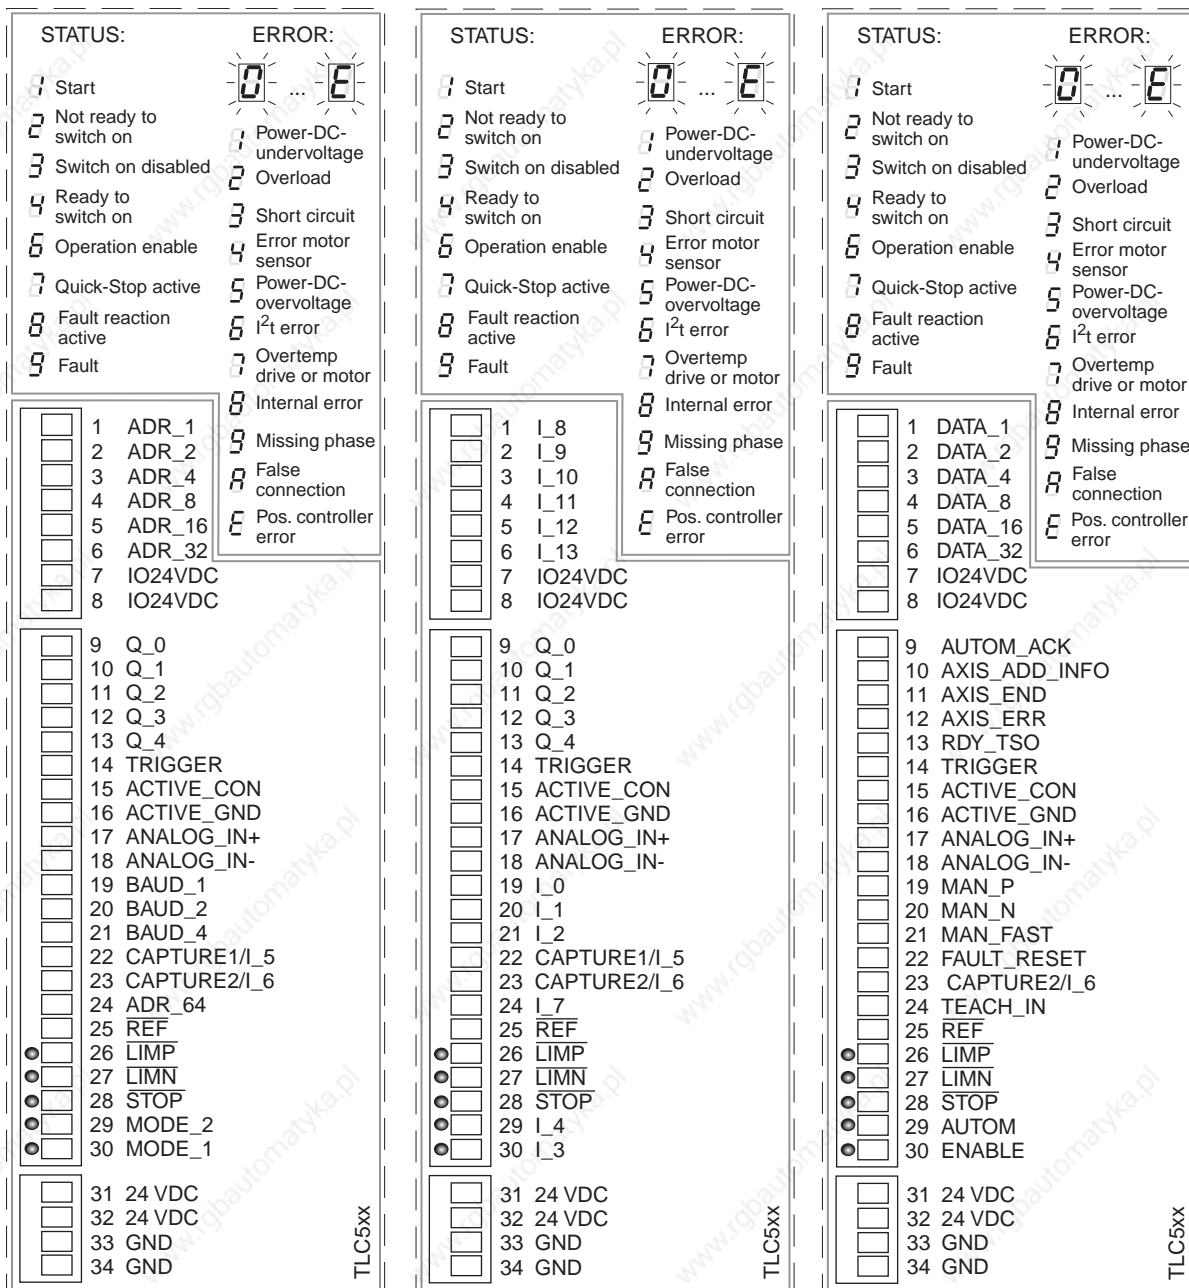 STATUS:
ERROR:
1 Start
0 ... E
2 Not ready to
switch on
3 Switch on disabled
4 Ready to
switch on
6 Operation enable
7 Quick-Stop active
8 Fault reaction
active
9 Fault
1 Power-DC-
undervoltage
2 Overload
3 Short circuit
4 Error motor
sensor
5 Power-DC-
overvoltage
6 I²t error
7 Overtemp
drive or motor
8 Internal error
9 Missing phase
A False
connection
E Pos. controller
error
1 ADR_1
2 ADR_2
3 ADR_4
4 ADR_8
5 ADR_16
6 ADR_32
7 IO24VDC
8 IO24VDC
9 Q_0
10 Q_1
11 Q_2
12 Q_3
13 Q_4
14 TRIGGER
15 ACTIVE_CON
16 ACTIVE_GND
17 ANALOG_IN+
18 ANALOG_IN-
19 BAUD_1
20 BAUD_2
21 BAUD_4
22 CAPTURE1/I_5
23 CAPTURE2/I_6
24 ADR_64
25 REF
26 LIMP
27 LIMN
28 STOP
29 MODE_2
30 MODE_1
31 24 VDC
32 24 VDC
33 GND
34 GND
TLC5xx
STATUS:
ERROR:
1 Start
0 ... E
2 Not ready to
switch on
3 Switch on disabled
4 Ready to
switch on
6 Operation enable
7 Quick-Stop active
8 Fault reaction
active
9 Fault
1 Power-DC-
undervoltage
2 Overload
3 Short circuit
4 Error motor
sensor
5 Power-DC-
overvoltage
6 I²t error
7 Overtemp
drive or motor
8 Internal error
9 Missing phase
A False
connection
E Pos. controller
error
1 I_8
2 I_9
3 I_10
4 I_11
5 I_12
6 I_13
7 IO24VDC
8 IO24VDC
9 Q_0
10 Q_1
11 Q_2
12 Q_3
13 Q_4
14 TRIGGER
15 ACTIVE_CON
16 ACTIVE_GND
17 ANALOG_IN+
18 ANALOG_IN-
19 I_0
20 I_1
21 I_2
22 CAPTURE1/I_5
23 CAPTURE2/I_6
24 I_7
25 REF
26 LIMP
27 LIMN
28 STOP
29 I_4
30 I_3
31 24 VDC
32 24 VDC
33 GND
34 GND
TLC5xx
STATUS:
ERROR:
1 Start
0 ... E
2 Not ready to
switch on
3 Switch on disabled
4 Ready to
switch on
6 Operation enable
7 Quick-Stop active
8 Fault reaction
active
9 Fault
1 Power-DC-
undervoltage
2 Overload
3 Short circuit
4 Error motor
sensor
5 Power-DC-
overvoltage
6 I²t error
7 Overtemp
drive or motor
8 Internal error
9 Missing phase
A False
connection
E Pos. controller
error
1 DATA_1
2 DATA_2
3 DATA_4
4 DATA_8
5 DATA_16
6 DATA_32
7 IO24VDC
8 IO24VDC
9 AUTOM_ACK
10 AXIS_ADD_INFO
11 AXIS_END
12 AXIS_ERR
13 RDY_TSO
14 TRIGGER
15 ACTIVE_CON
16 ACTIVE_GND
17 ANALOG_IN+
18 ANALOG_IN-
19 MAN_P
20 MAN_N
21 MAN_FAST
22 FAULT_RESET
23 CAPTURE2/I_6
24 TEACH_IN
25 REF
26 LIMP
27 LIMN
28 STOP
29 AUTOM
30 ENABLE
31 24 VDC
32 24 VDC
33 GND
34 GND
TLC5xx
www.rgbautomatyka.pl